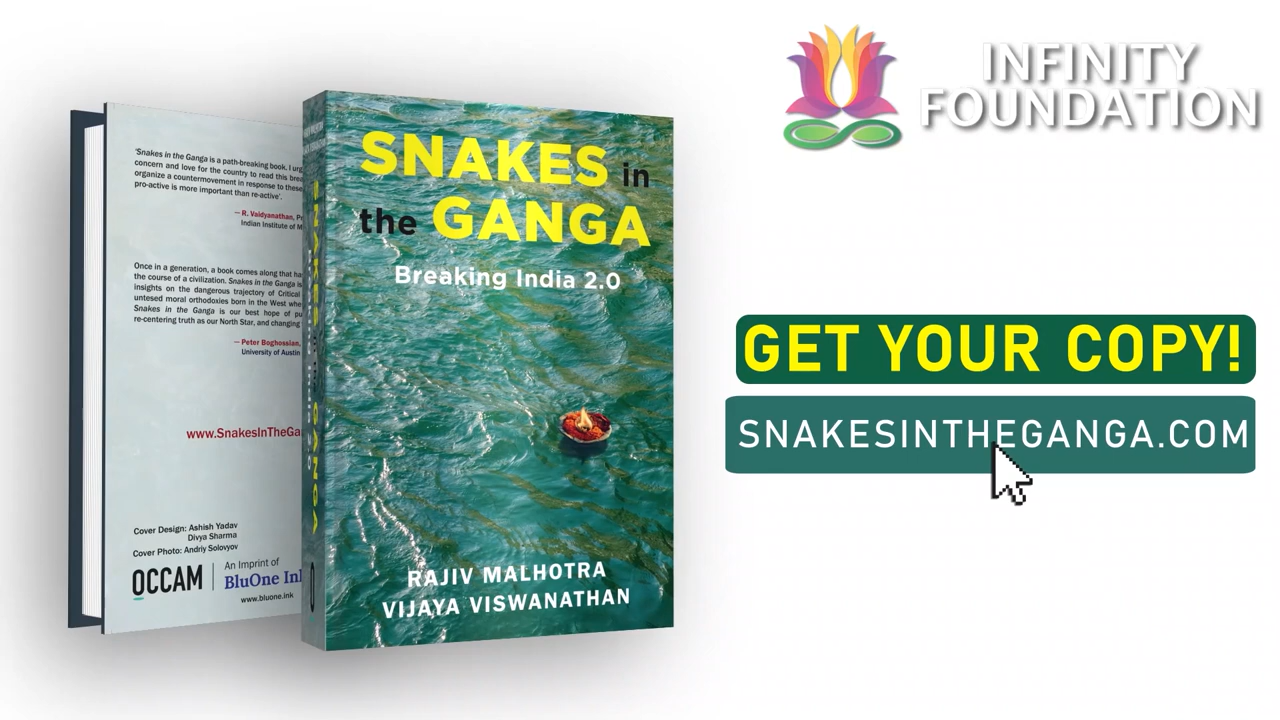 'Snakes in the Ganga is a path-breaking book. I urg
concern and love for the country to read this brea
organize a countermovement in response to these
pro-active is more important than re-active'.
— R. Vaidyanathan, Pr
Indian Institute of M
Once in a generation, a book comes along that ha
the course of a civilization. Snakes in the Ganga is
insights on the dangerous trajectory of Critical
untesed moral orthodoxies born in the West whe
Snakes in the Ganga is our best hope of pu
re-centering truth as our North Star, and changing
— Peter Boghossian,
University of Austin
www.SnakesInTheGa
Cover Design: Ashish Yadav
Divya Sharma
Cover Photo: Andriy Solovyov
OCCAM
An Imprint of
BluOne Inl
www.bluone.ink
SNAKES in the GANGA
SNAKES in
the GANGA
Breaking India 2.0
RAJIV MALHOTRA
VIJAYA VISWANATHAN
INFINITY
FOUNDATION
GET YOUR COPY!
SNAKESINTHEGANGA.COM